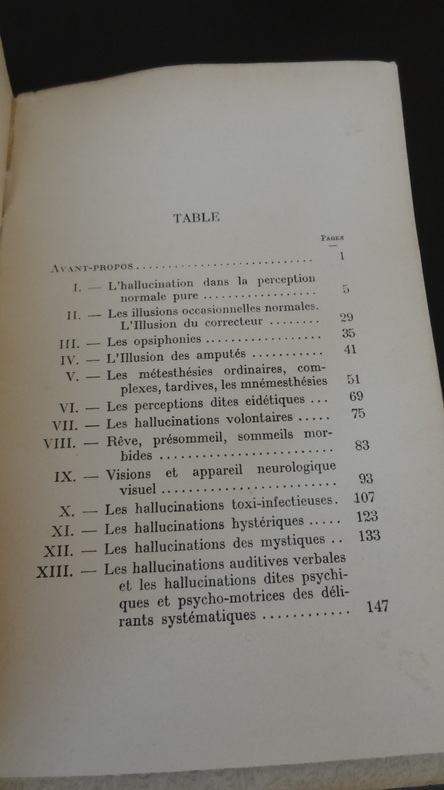 TABLE
PAGES
AVANT-PROPOS ........................... 1
I. — L'hallucination dans la perception
normale pure .................. 5
II. — Les illusions occasionnelles normales.
L'Illusion du correcteur ........ 29
III. — Les opsiphonies .................. 35
IV. — L'Illusion des amputés ........... 41
V. — Les métesthésies ordinaires, com-
plexes, tardives, les mnémesthésies 51
VI. — Les perceptions dites eidétiques ... 69
VII. — Les hallucinations volontaires ..... 75
VIII. — Rêve, présommeil, sommeils mor-
bides .......................... 83
IX. — Visions et appareil neurologique
visuel .......................... 93
X. — Les hallucinations toxi-infectieuses. 107
XI. — Les hallucinations hystériques ..... 123
XII. — Les hallucinations des mystiques .. 133
XIII. — Les hallucinations auditives verbales
et les hallucinations dites psychi-
ques et psycho-motrices des déli-
rants systématiques ............ 147